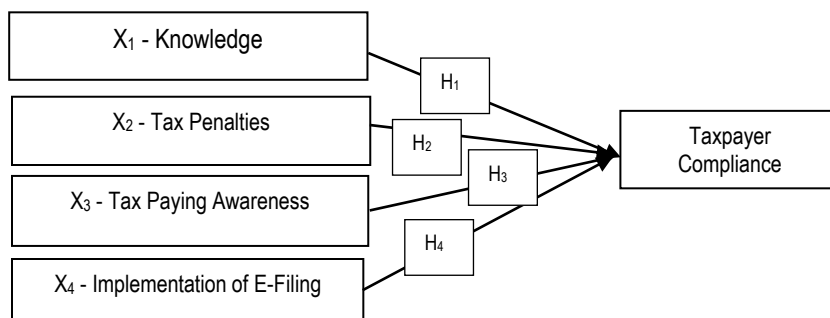 X₁ - Knowledge
H₁
X₂ - Tax Penalties
H₂
Taxpayer
Compliance
X₃ - Tax Paying Awareness
H₃
X₄ - Implementation of E-Filing
H₄